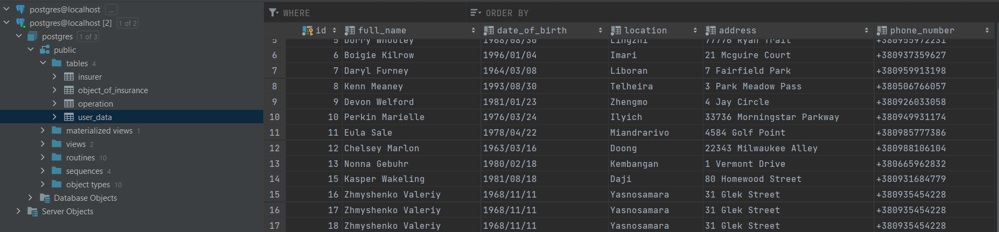 postgres@localhost ...
postgres@localhost [2] 1 of 2
postgres 1 of 3
public
tables 4
insurer
object_of_insurance
operation
user_data
materialized views 1
views 2
routines 10
sequences 4
object types 10
Database Objects
Server Objects
WHERE ORDER BY
id full_name date_of_birth location address phone_number
5 5 Dorry Whooley 1968/08/30 Lingzhi 77776 Ryan Trail +380955972231
6 6 Boigie Kilrow 1996/01/04 Imari 21 Mcguire Court +380937359627
7 7 Daryl Furney 1964/03/08 Liboran 7 Fairfield Park +380959913198
8 8 Kenn Meaney 1993/08/30 Telheira 3 Park Meadow Pass +380506766057
9 9 Devon Welford 1981/01/23 Zhengmo 4 Jay Circle +380926033058
10 10 Perkin Marielle 1976/03/24 Ilyich 33736 Morningstar Parkway +380949931174
11 11 Eula Sale 1978/04/22 Miandrarivo 4584 Golf Point +380985777386
12 12 Chelsey Marlon 1963/03/16 Doong 22343 Milwaukee Alley +380988106104
13 13 Nonna Gebuhr 1980/02/18 Kembangan 1 Vermont Drive +380665962832
14 15 Kasper Wakeling 1981/08/18 Daji 80 Homewood Street +380931684779
15 16 Zhmyshenko Valeriy 1968/11/11 Yasnosamara 31 Glek Street +380935454228
16 17 Zhmyshenko Valeriy 1968/11/11 Yasnosamara 31 Glek Street +380935454228
17 18 Zhmyshenko Valeriy 1968/11/11 Yasnosamara 31 Glek Street +380935454228